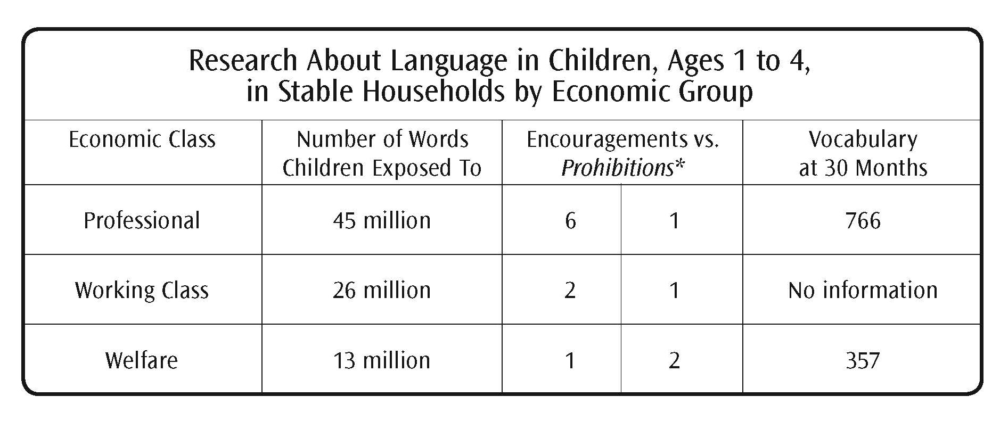 Research About Language in Children, Ages 1 to 4,
in Stable Households by Economic Group
Economic Class
Number of Words
Children Exposed To
Encouragements vs.
Prohibitions*
Vocabulary
at 30 Months
Professional
45 million
6
1
766
Working Class
26 million
2
1
No information
Welfare
13 million
1
2
357